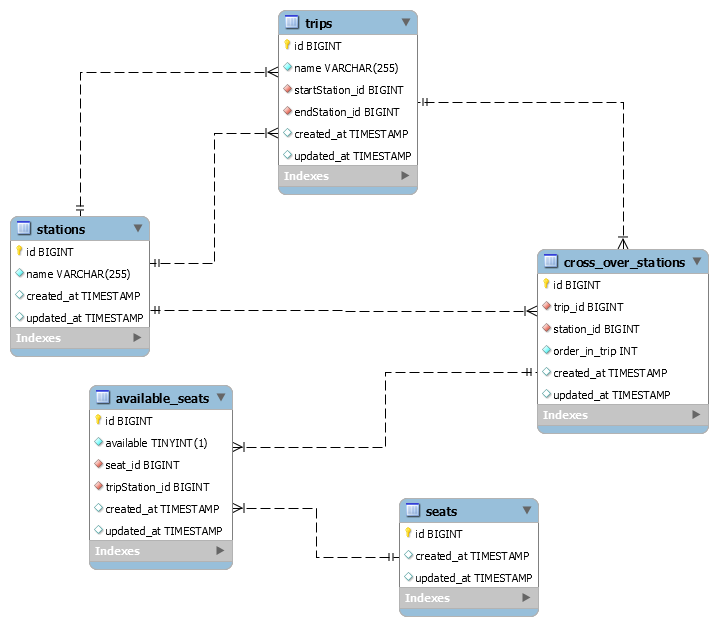 trips
id BIGINT
name VARCHAR(255)
startStation_id BIGINT
endStation_id BIGINT
created_at TIMESTAMP
updated_at TIMESTAMP
Indexes
stations
id BIGINT
name VARCHAR(255)
created_at TIMESTAMP
updated_at TIMESTAMP
Indexes
cross_over_stations
id BIGINT
trip_id BIGINT
station_id BIGINT
order_in_trip INT
created_at TIMESTAMP
updated_at TIMESTAMP
Indexes
available_seats
id BIGINT
available TINYINT(1)
seat_id BIGINT
tripStation_id BIGINT
created_at TIMESTAMP
updated_at TIMESTAMP
Indexes
seats
id BIGINT
created_at TIMESTAMP
updated_at TIMESTAMP
Indexes